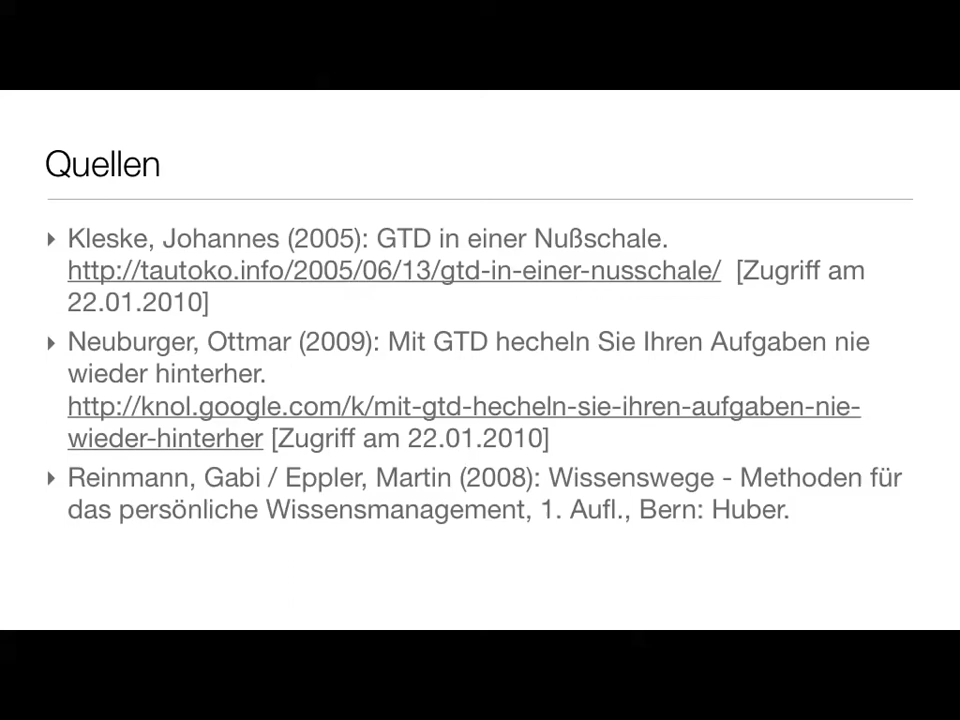 Quellen
‣ Kleske, Johannes (2005): GTD in einer Nußschale.
http://tautoko.info/2005/06/13/gtd-in-einer-nusschale/ [Zugriff am
22.01.2010]
‣ Neuburger, Ottmar (2009): Mit GTD hecheln Sie Ihren Aufgaben nie
wieder hinterher.
http://knol.google.com/k/mit-gtd-hecheln-sie-ihren-aufgaben-nie-
wieder-hinterher [Zugriff am 22.01.2010]
‣ Reinmann, Gabi / Eppler, Martin (2008): Wissenswege - Methoden für
das persönliche Wissensmanagement, 1. Aufl., Bern: Huber.